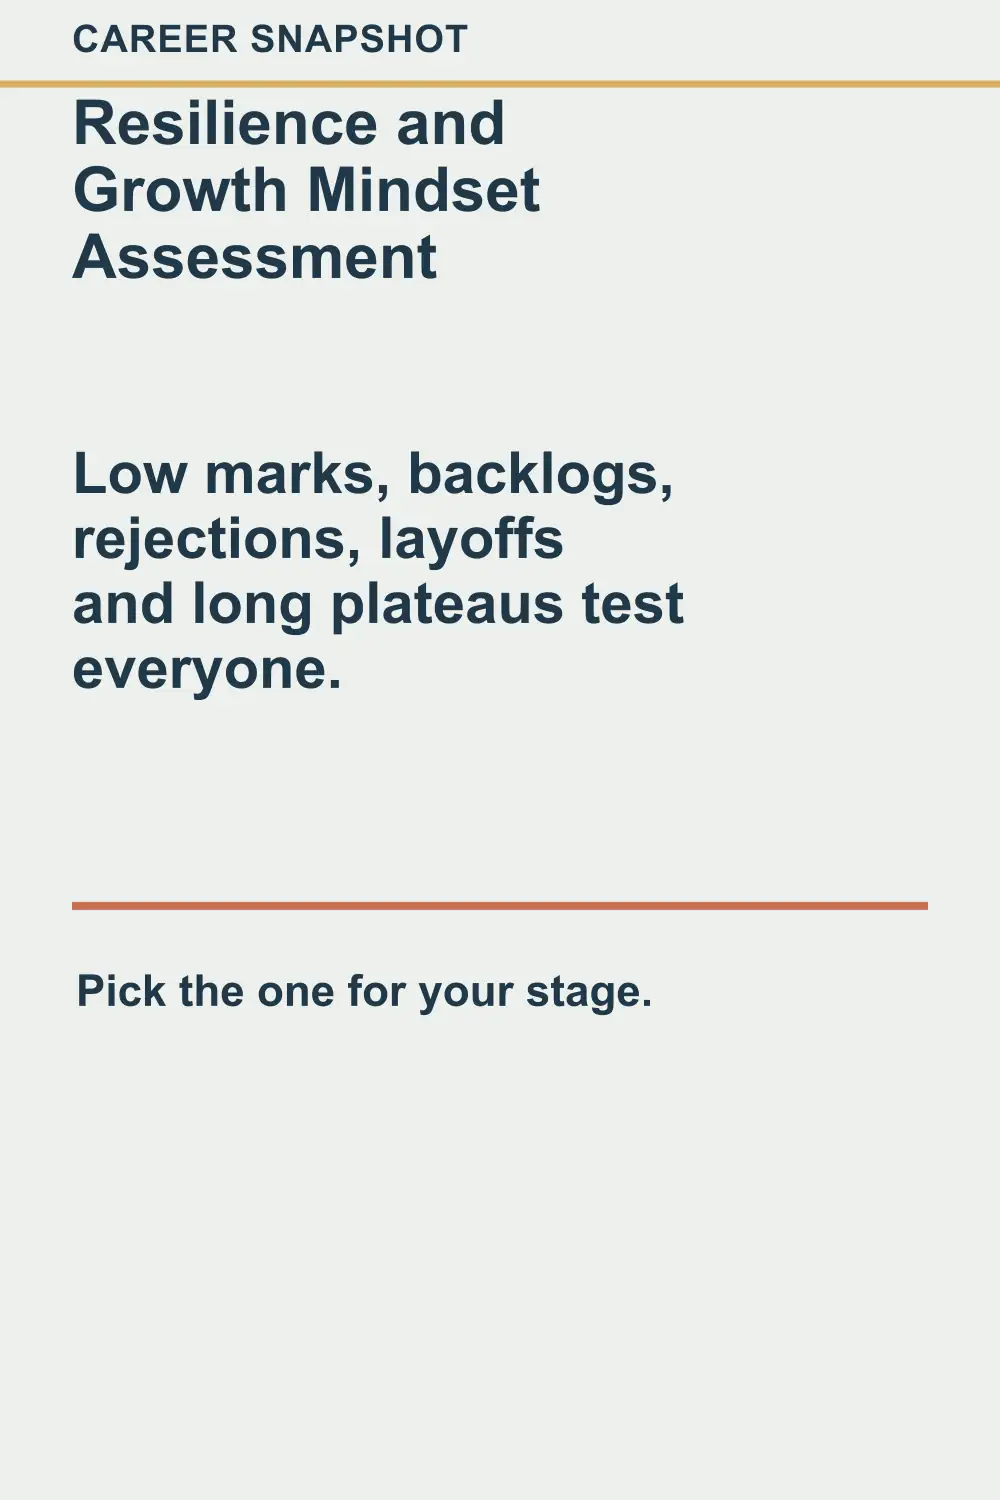 CAREER SNAPSHOT
Resilience and
Growth Mindset
Assessment
Low marks, backlogs,
rejections, layoffs
and long plateaus test
everyone.
Pick the one for your stage.